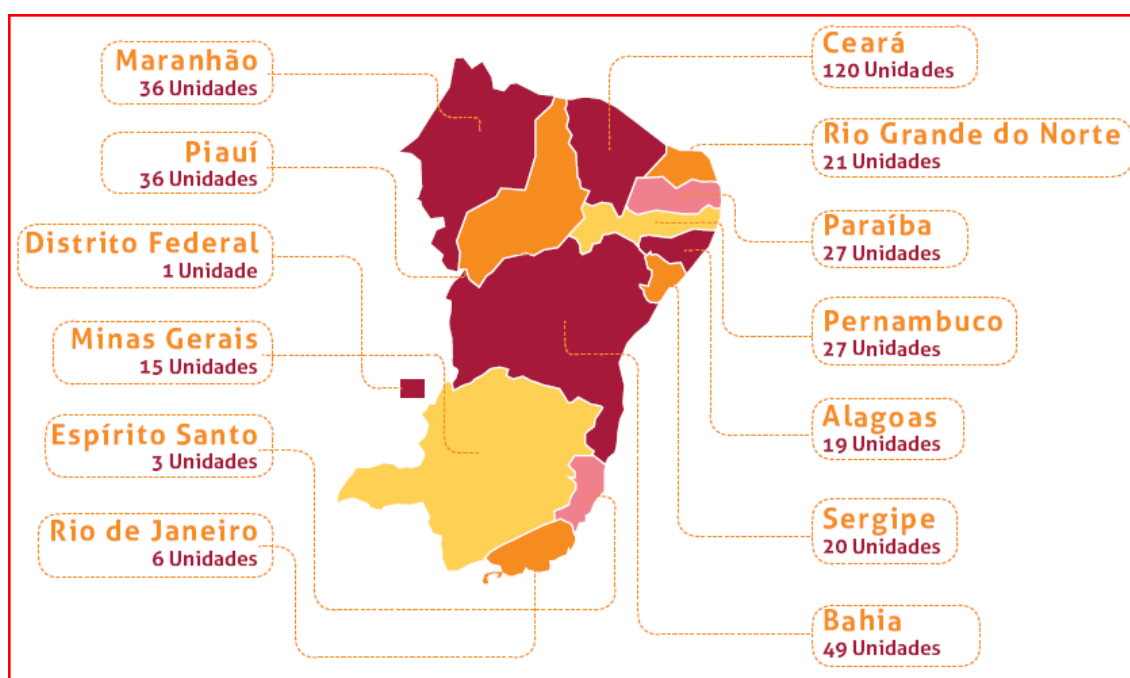 Maranhão
36 Unidades
Piauí
36 Unidades
Distrito Federal
1 Unidade
Minas Gerais
15 Unidades
Espírito Santo
3 Unidades
Rio de Janeiro
6 Unidades
Ceará
120 Unidades
Rio Grande do Norte
21 Unidades
Paraíba
27 Unidades
Pernambuco
27 Unidades
Alagoas
19 Unidades
Sergipe
20 Unidades
Bahia
49 Unidades